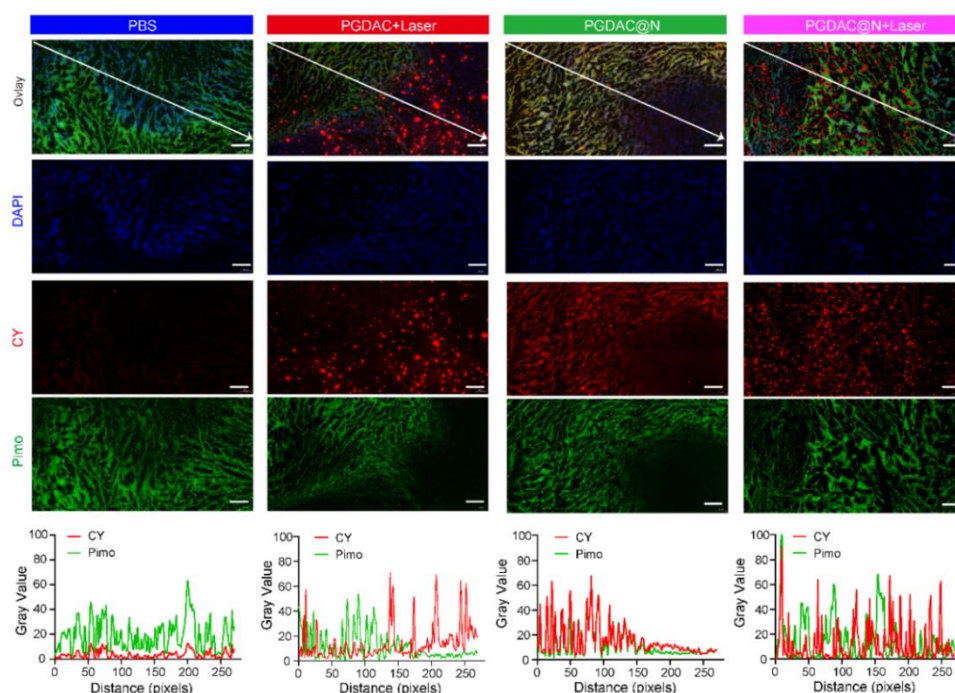 PBS PGDAC+Laser PGDAC@N PGDAC@N+Laser
Ovlay
DAPI
CY
Pimo
100 CY
80 Pimo
60
40
20
0
Gray Value
0 50 100 150 200 250
Distance (pixels)
100 CY
80 Pimo
60
40
20
0
Gray Value
0 50 100 150 200 250
Distance (pixels)
100 CY
80 Pimo
60
40
20
0
Gray Value
0 50 100 150 200 250
Distance (pixels)
100 CY
80 Pimo
60
40
20
0
Gray Value
0 50 100 150 200 250
Distance (pixels)